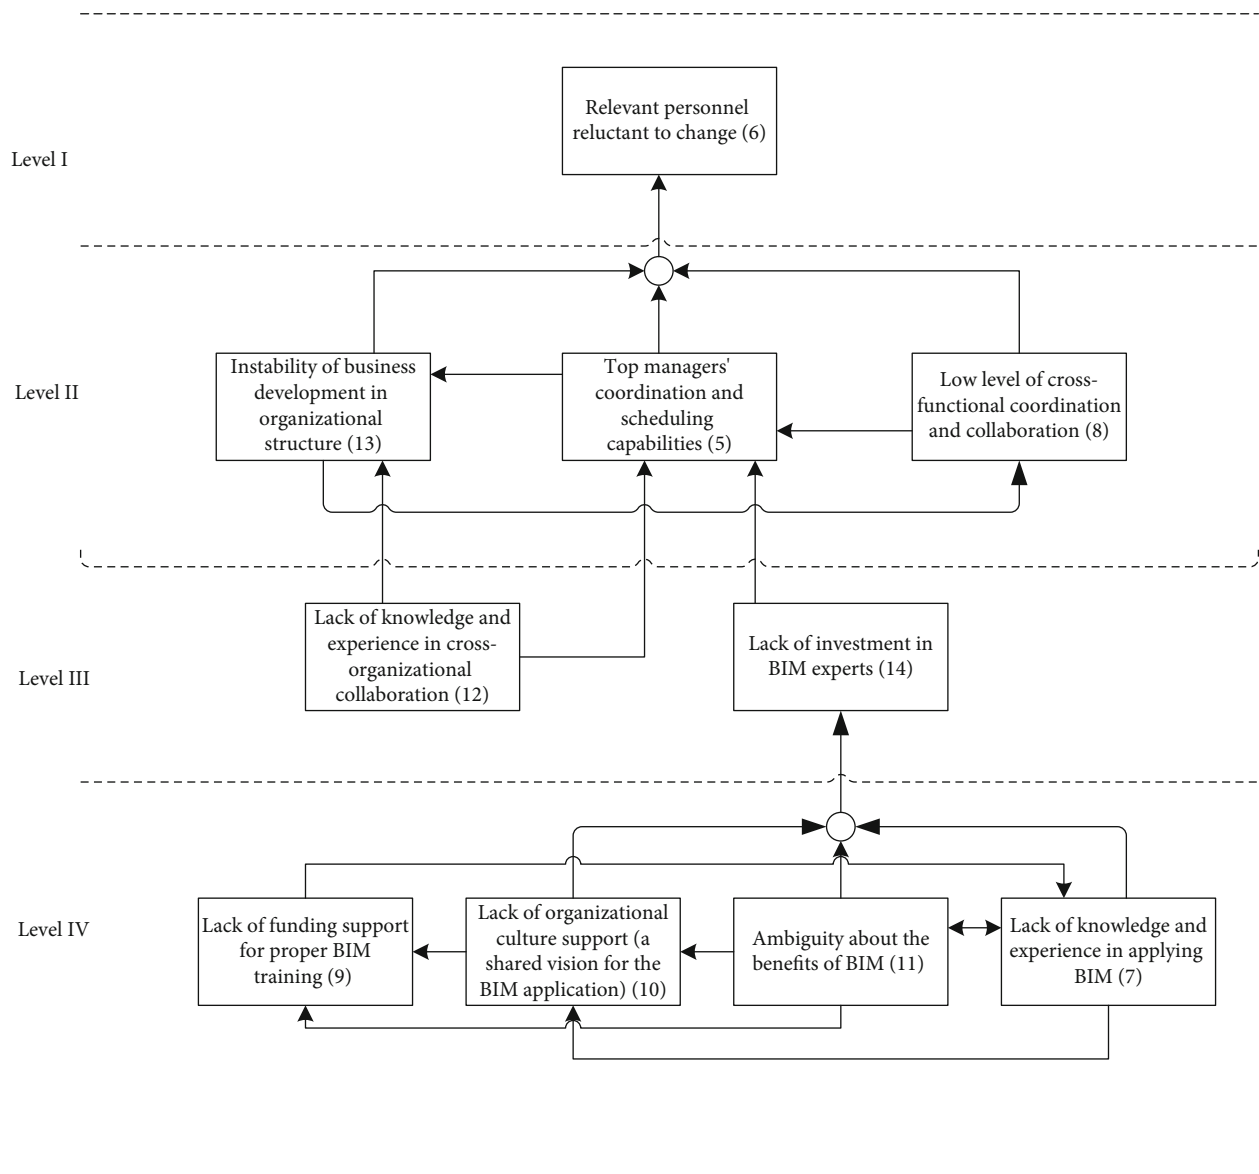 Relevant personnel
reluctant to change (6)
Level I
Instability of business
development in
organizational
structure (13)
Top managers'
coordination and
scheduling
capabilities (5)
Low level of cross-
functional coordination
and collaboration (8)
Level II
Lack of knowledge and
experience in cross-
organizational
collaboration (12)
Lack of investment in
BIM experts (14)
Level III
Lack of funding support
for proper BIM
training (9)
Lack of organizational
culture support (a
shared vision for the
BIM application) (10)
Ambiguity about the
benefits of BIM (11)
Lack of knowledge and
experience in applying
BIM (7)
Level IV